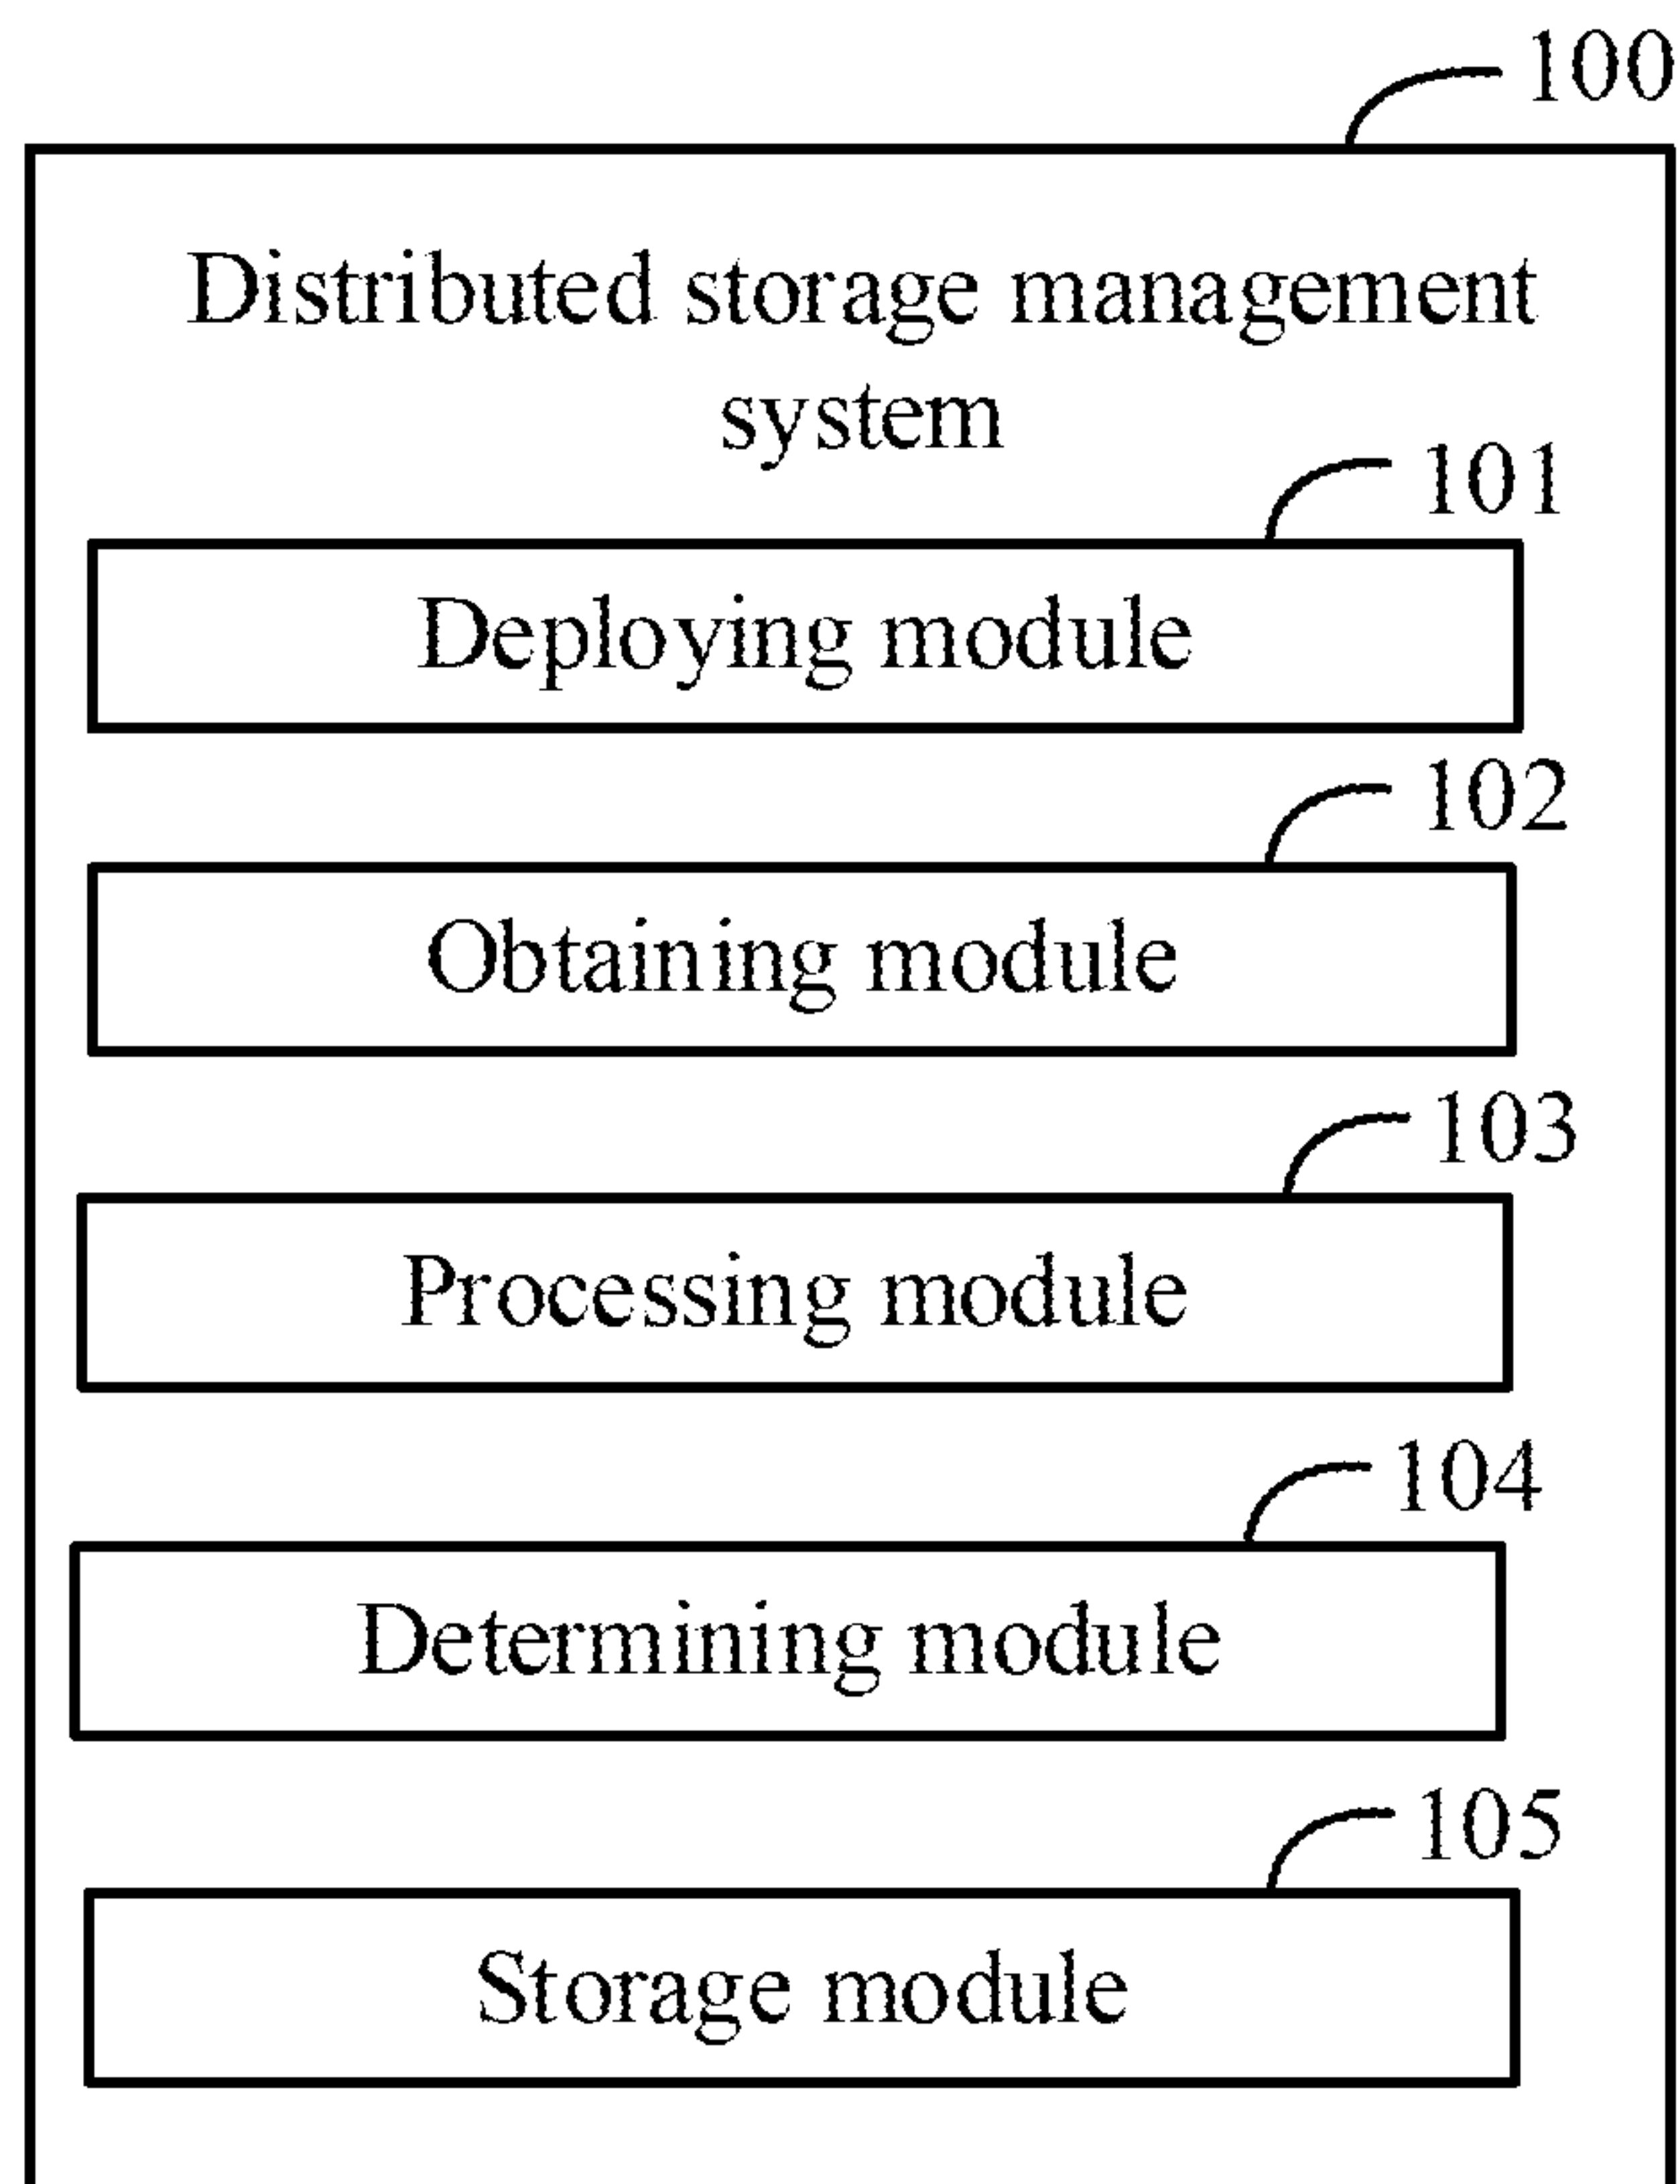 100
Distributed storage management
system
101
Deploying module
102
Obtaining module
103
Processing module
104
Determining module
105
Storage module